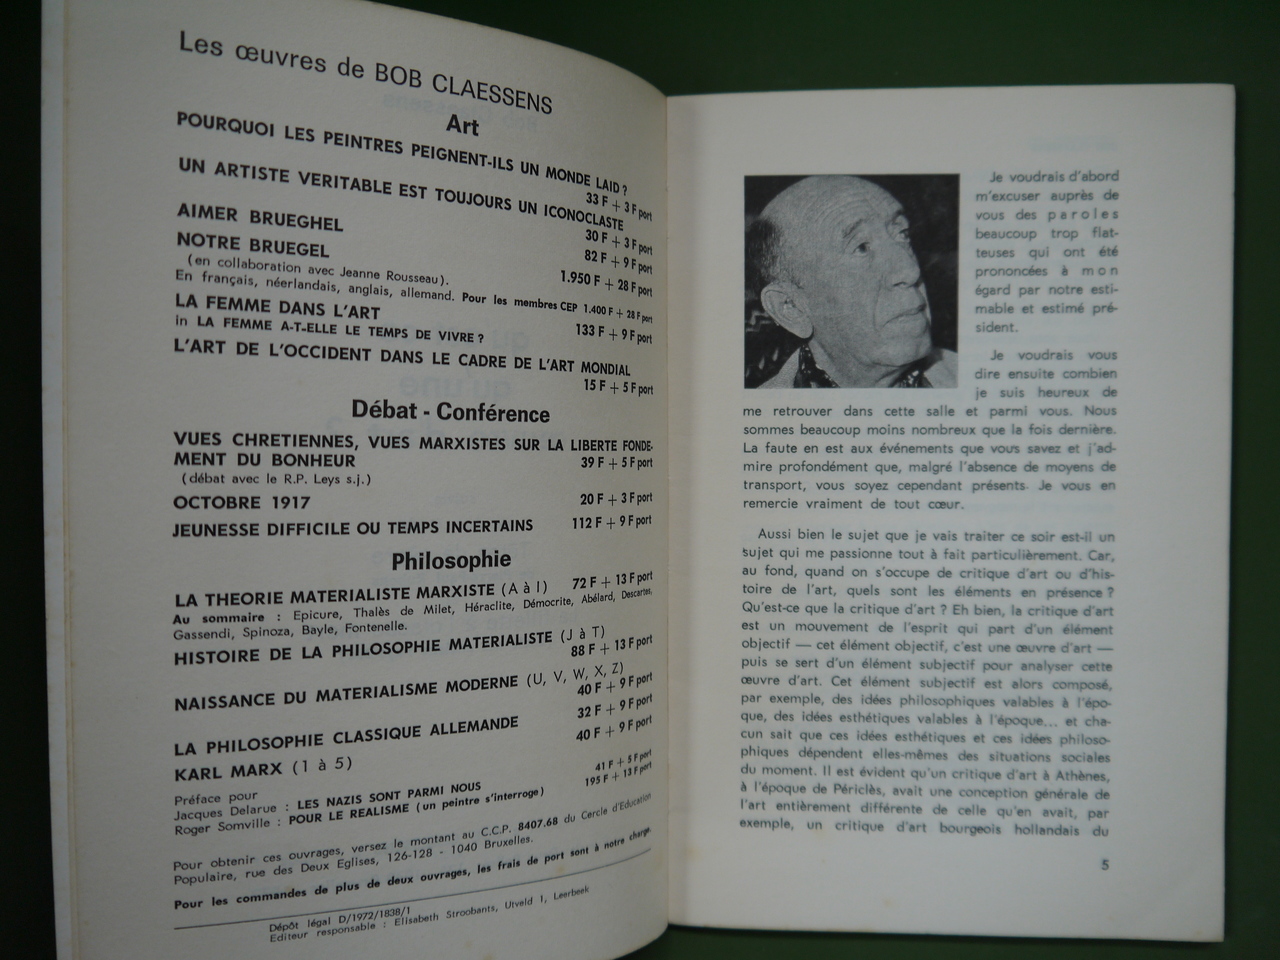 Les œuvres de BOB CLAESSENS
Art
POURQUOI LES PEINTRES PEIGNENT-ILS UN MONDE LAID ?
33 F + 3 F port
UN ARTISTE VERITABLE EST TOUJOURS UN ICONOCLASTE
30 F + 3 F port
AIMER BRUEGHEL 82 F + 9 F port
NOTRE BRUEGEL 1.950 F + 28 F port
(en collaboration avec Jeanne Rousseau).
En français, néerlandais, anglais, allemand. Pour les membres CEP 1.400 F + 28 F port
LA FEMME DANS L'ART 133 F + 9 F port
in LA FEMME A-T-ELLE LE TEMPS DE VIVRE ?
L'ART DE L'OCCIDENT DANS LE CADRE DE L'ART MONDIAL
15 F + 5 F port
Débat - Conférence
VUES CHRETIENNES, VUES MARXISTES SUR LA LIBERTE FONDE-
MENT DU BONHEUR 39 F + 5 F port
(débat avec le R.P. Leys s.j.)
OCTOBRE 1917 20 F + 3 F port
JEUNESSE DIFFICILE OU TEMPS INCERTAINS 112 F + 9 F port
Philosophie
LA THEORIE MATERIALISTE MARXISTE (A à I) 72 F + 13 F port
Au sommaire : Epicure, Thalès de Milet, Héraclite, Démocrite, Abélard, Descartes,
Gassendi, Spinoza, Bayle, Fontenelle.
HISTOIRE DE LA PHILOSOPHIE MATERIALISTE (J à T)
88 F + 13 F port
NAISSANCE DU MATERIALISME MODERNE (U, V, W, X, Z)
40 F + 9 F port
LA PHILOSOPHIE CLASSIQUE ALLEMANDE 32 F + 9 F port
KARL MARX (1 à 5) 40 F + 9 F port
Préface pour
Jacques Delarue : LES NAZIS SONT PARMI NOUS 41 F + 5 F port
Roger Somville : POUR LE REALISME (un peintre s'interroge) 195 F + 13 F port
Pour obtenir ces ouvrages, versez le montant au C.C.P. 8407.68 du Cercle d'Education
Populaire, rue des Deux Eglises, 126-128 - 1040 Bruxelles.
Pour les commandes de plus de deux ouvrages, les frais de port sont à notre charge.
Dépôt légal D/1972/1838/1
Editeur responsable : Elisabeth Stroobants, Utveld 1, Leerbeek
Je voudrais d'abord
m'excuser auprès de
vous des paroles
beaucoup trop flat-
teuses qui ont été
prononcées à mon
égard par notre esti-
mable et estimé pré-
sident.
Je voudrais vous
dire ensuite combien
je suis heureux de
me retrouver dans cette salle et parmi vous. Nous
sommes beaucoup moins nombreux que la fois dernière.
La faute en est aux événements que vous savez et j'ad-
mire profondément que, malgré l'absence de moyens de
transport, vous soyez cependant présents. Je vous en
remercie vraiment de tout cœur.
Aussi bien le sujet que je vais traiter ce soir est-il un
sujet qui me passionne tout à fait particulièrement. Car,
au fond, quand on s'occupe de critique d'art ou d'his-
toire de l'art, quels sont les éléments en présence ?
Qu'est-ce que la critique d'art ? Eh bien, la critique d'art
est un mouvement de l'esprit qui part d'un élément
objectif — cet élément objectif, c'est une œuvre d'art —
puis se sert d'un élément subjectif pour analyser cette
œuvre d'art. Cet élément subjectif est alors composé,
par exemple, des idées philosophiques valables à l'épo-
que, des idées esthétiques valables à l'époque... et cha-
cun sait que ces idées esthétiques et ces idées philoso-
phiques dépendent elles-mêmes des situations sociales
du moment. Il est évident qu'un critique d'art à Athènes,
à l'époque de Périclès, avait une conception générale de
l'art entièrement différente de celle qu'en avait, par
exemple, un critique d'art bourgeois hollandais du
5